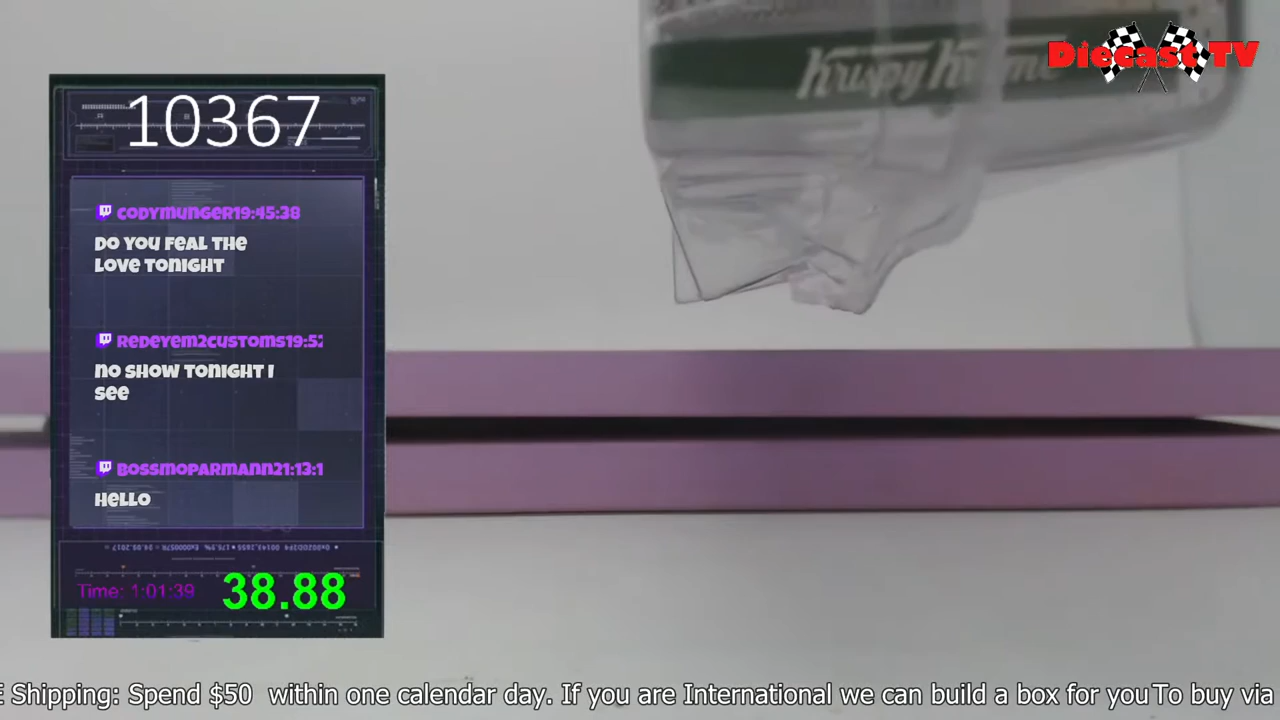 Krispy Kreme
Diecast TV
10367
codymunger19:45:38
Do you feal the
love tonight
Redeyem2customs19:52
no show tonight I
see
Bossmoparmann21:13:1
Hello
Time: 1:01:39
38.88
E Shipping: Spend $50 within one calendar day. If you are International we can build a box for you To buy via